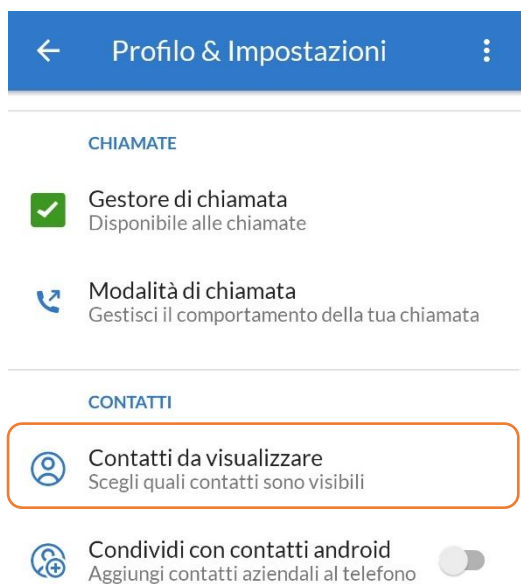 Profilo & Impostazioni
CHIAMATE
Gestore di chiamata
Disponibile alle chiamate
Modalità di chiamata
Gestisci il comportamento della tua chiamata
CONTATTI
Contatti da visualizzare
Scegli quali contatti sono visibili
Condividi con contatti android
Aggiungi contatti aziendali al telefono